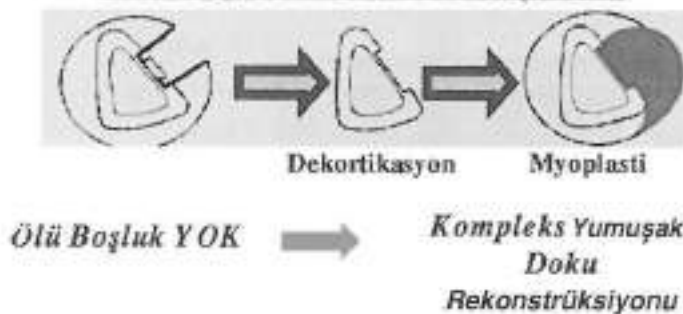 Dekortikasyon Myoplasti
Ölü Boşluk YOK
Kompleks Yumuşak
Doku
Rekonstrüksiyonu